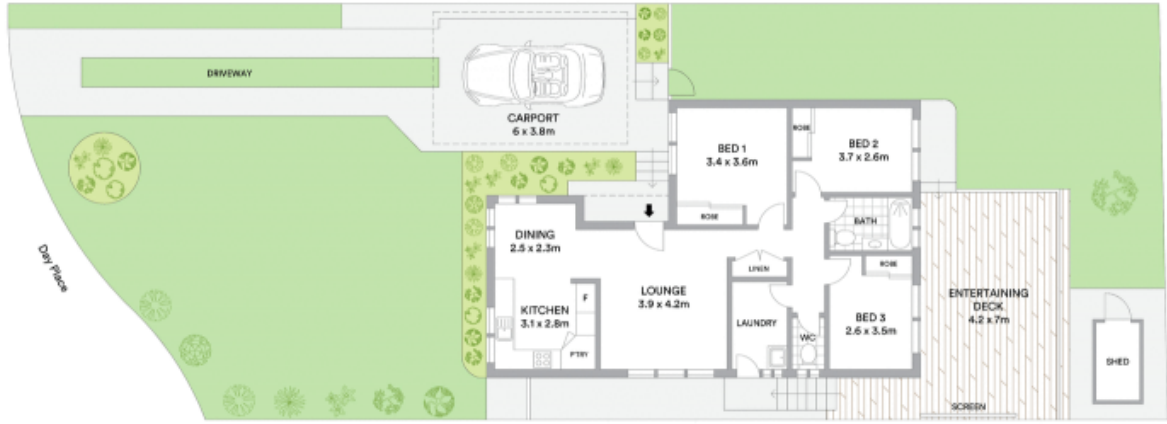 DRIVEWAY
CARPORT
6 x 3.8m
BED 1
3.4 x 3.6m
ROBE
BED 2
3.7 x 2.6m
ROBE
BATH
DINING
2.5 x 2.3m
Day Place
LINEN
ROBE
LOUNGE
3.9 x 4.2m
ENTERTAINING
DECK
4.2 x 7m
F
KITCHEN
3.1 x 2.8m
LAUNDRY
WC
BED 3
2.6 x 3.5m
P'TRY
SHED
SCREEN